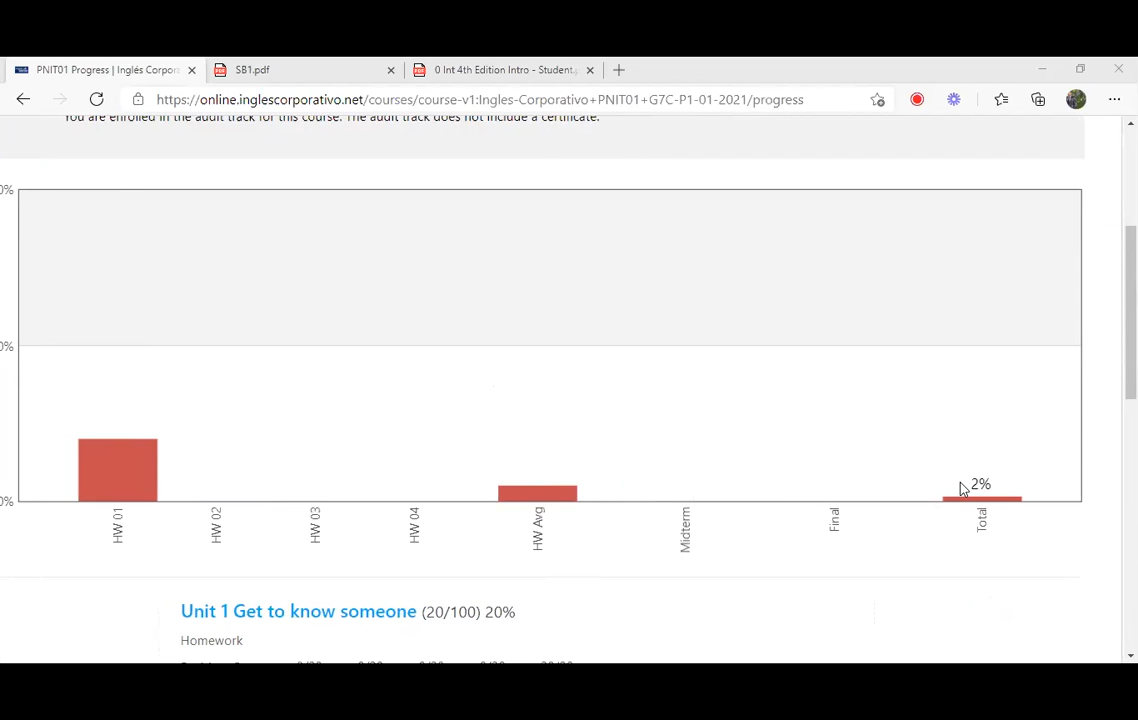 PNIT01 Progress | Inglés Corpora
SB1.pdf
0 Int 4th Edition Intro - Student.
https://online.inglescorporativo.net/courses/course-v1:Ingles-Corporativo+PNIT01+G7C-P1-01-2021/progress
You are enrolled in the audit track for this course. The audit track does not include a certificate.
0%
0%
0%
2%
HW 01
HW 02
HW 03
HW 04
HW Avg
Midterm
Final
Total
Unit 1 Get to know someone (20/100) 20%
Homework